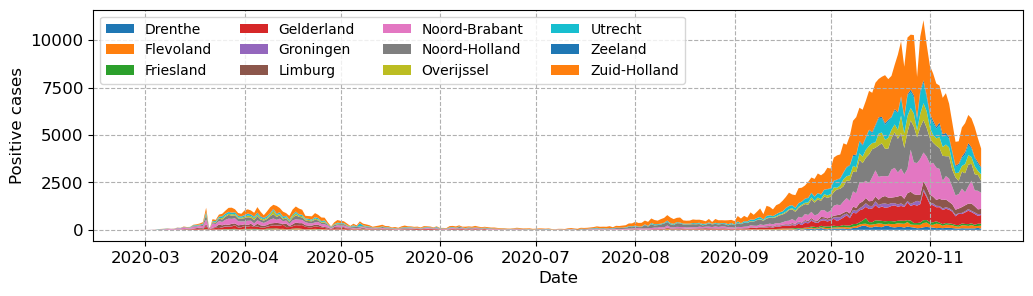 Drenthe Gelderland Noord-Brabant Utrecht
Flevoland Groningen Noord-Holland Zeeland
Friesland Limburg Overijssel Zuid-Holland
10000
7500
5000
2500
0
Positive cases
2020-03 2020-04 2020-05 2020-06 2020-07 2020-08 2020-09 2020-10 2020-11
Date